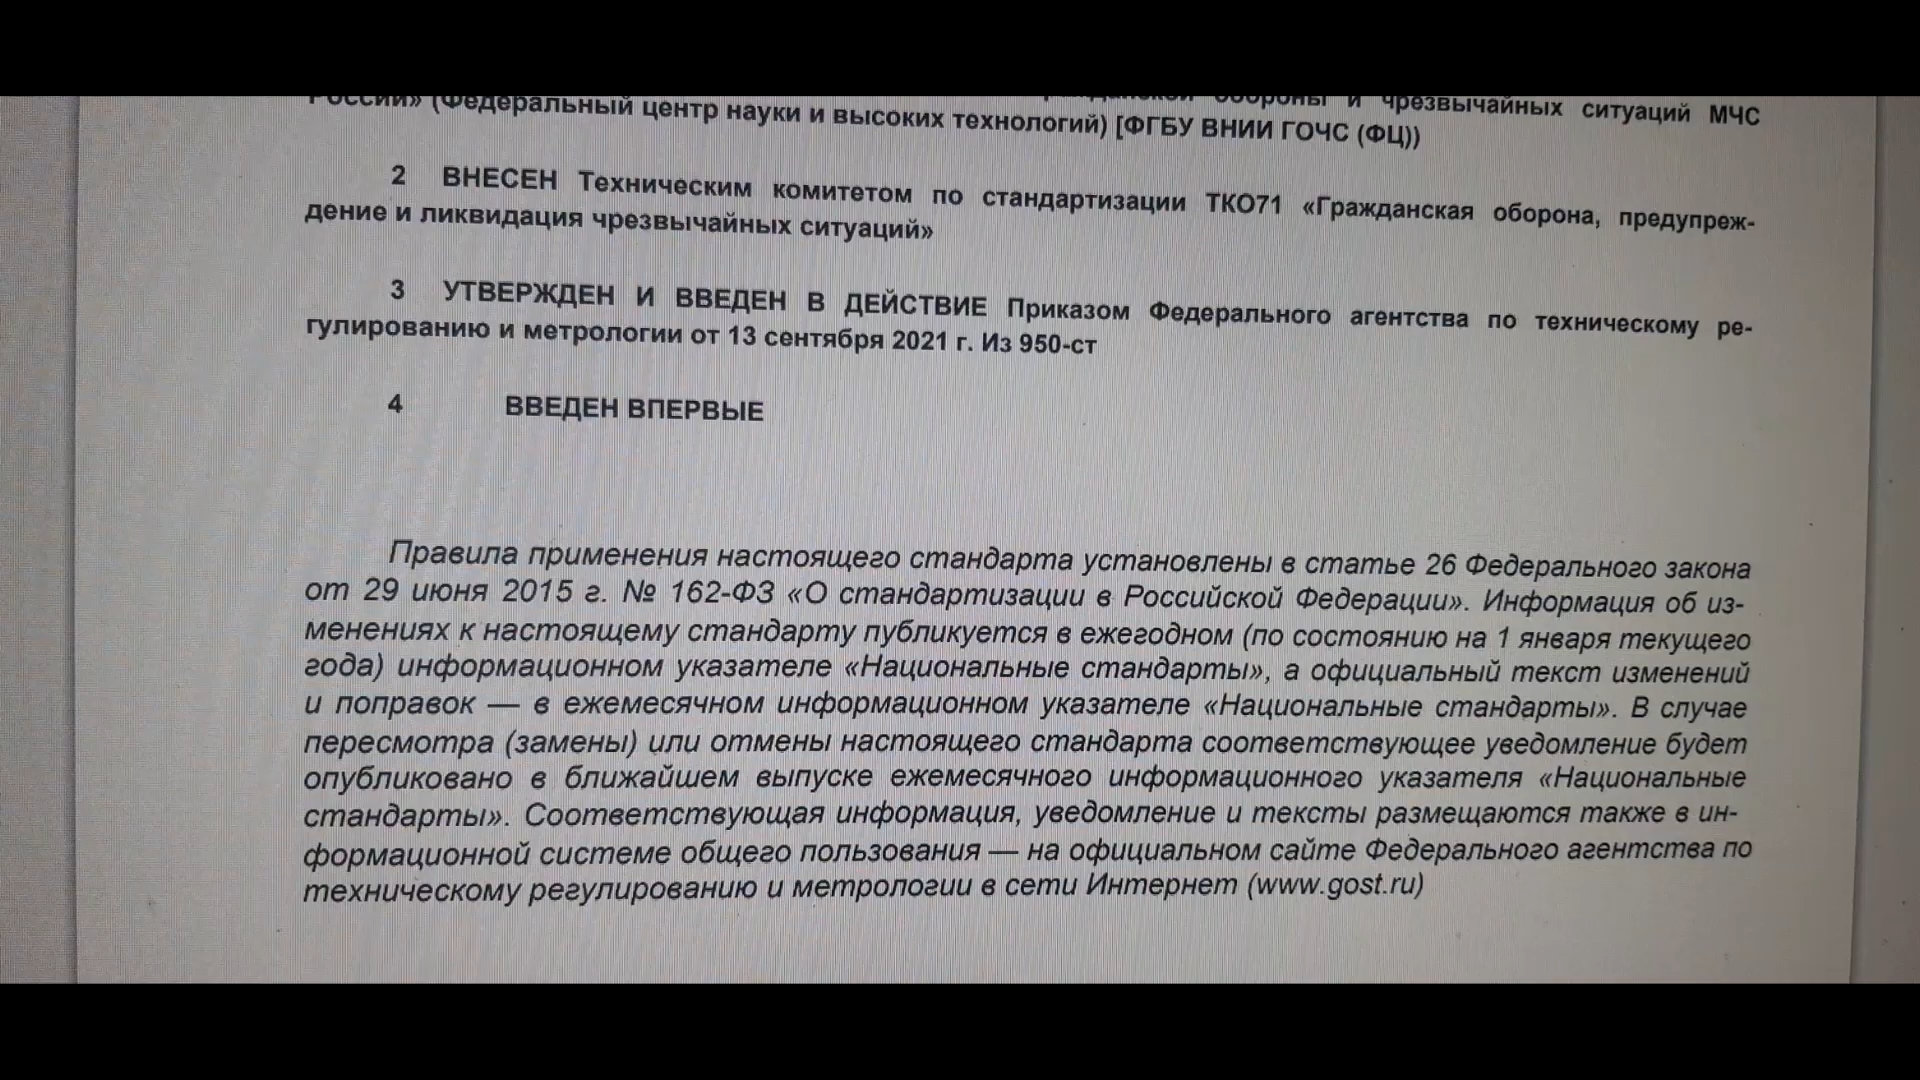 России» (Федеральный центр науки и высоких технологий) [ФГБУ ВНИИ ГОЧС (ФЦ))
обороны и чрезвычайных ситуаций МЧС
2 ВНЕСЕН Техническим комитетом по стандартизации ТКО71 «Гражданская оборона, предупреж-
дение и ликвидация чрезвычайных ситуаций»
3 УТВЕРЖДЕН И ВВЕДЕН В ДЕЙСТВИЕ Приказом Федерального агентства по техническому ре-
гулированию и метрологии от 13 сентября 2021 г. Из 950-ст
4 ВВЕДЕН ВПЕРВЫЕ
Правила применения настоящего стандарта установлены в статье 26 Федерального закона
от 29 июня 2015 г. № 162-ФЗ «О стандартизации в Российской Федерации». Информация об из-
менениях к настоящему стандарту публикуется в ежегодном (по состоянию на 1 января текущего
года) информационном указателе «Национальные стандарты», а официальный текст изменений
и поправок — в ежемесячном информационном указателе «Национальные стандарты». В случае
пересмотра (замены) или отмены настоящего стандарта соответствующее уведомление будет
опубликовано в ближайшем выпуске ежемесячного информационного указателя «Национальные
стандарты». Соответствующая информация, уведомление и тексты размещаются также в ин-
формационной системе общего пользования — на официальном сайте Федерального агентства по
техническому регулированию и метрологии в сети Интернет (www.gost.ru)